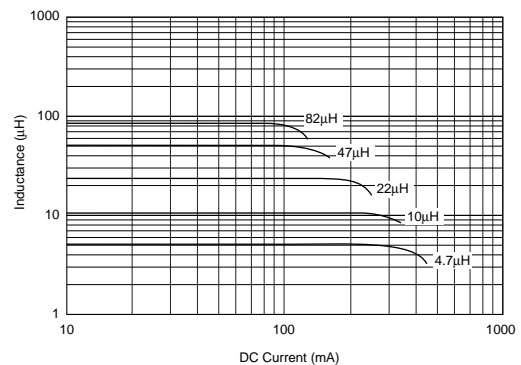 1000
100
10
1
Inductance (μH)
82μH
47μH
22μH
10μH
4.7μH
10 100 1000
DC Current (mA)